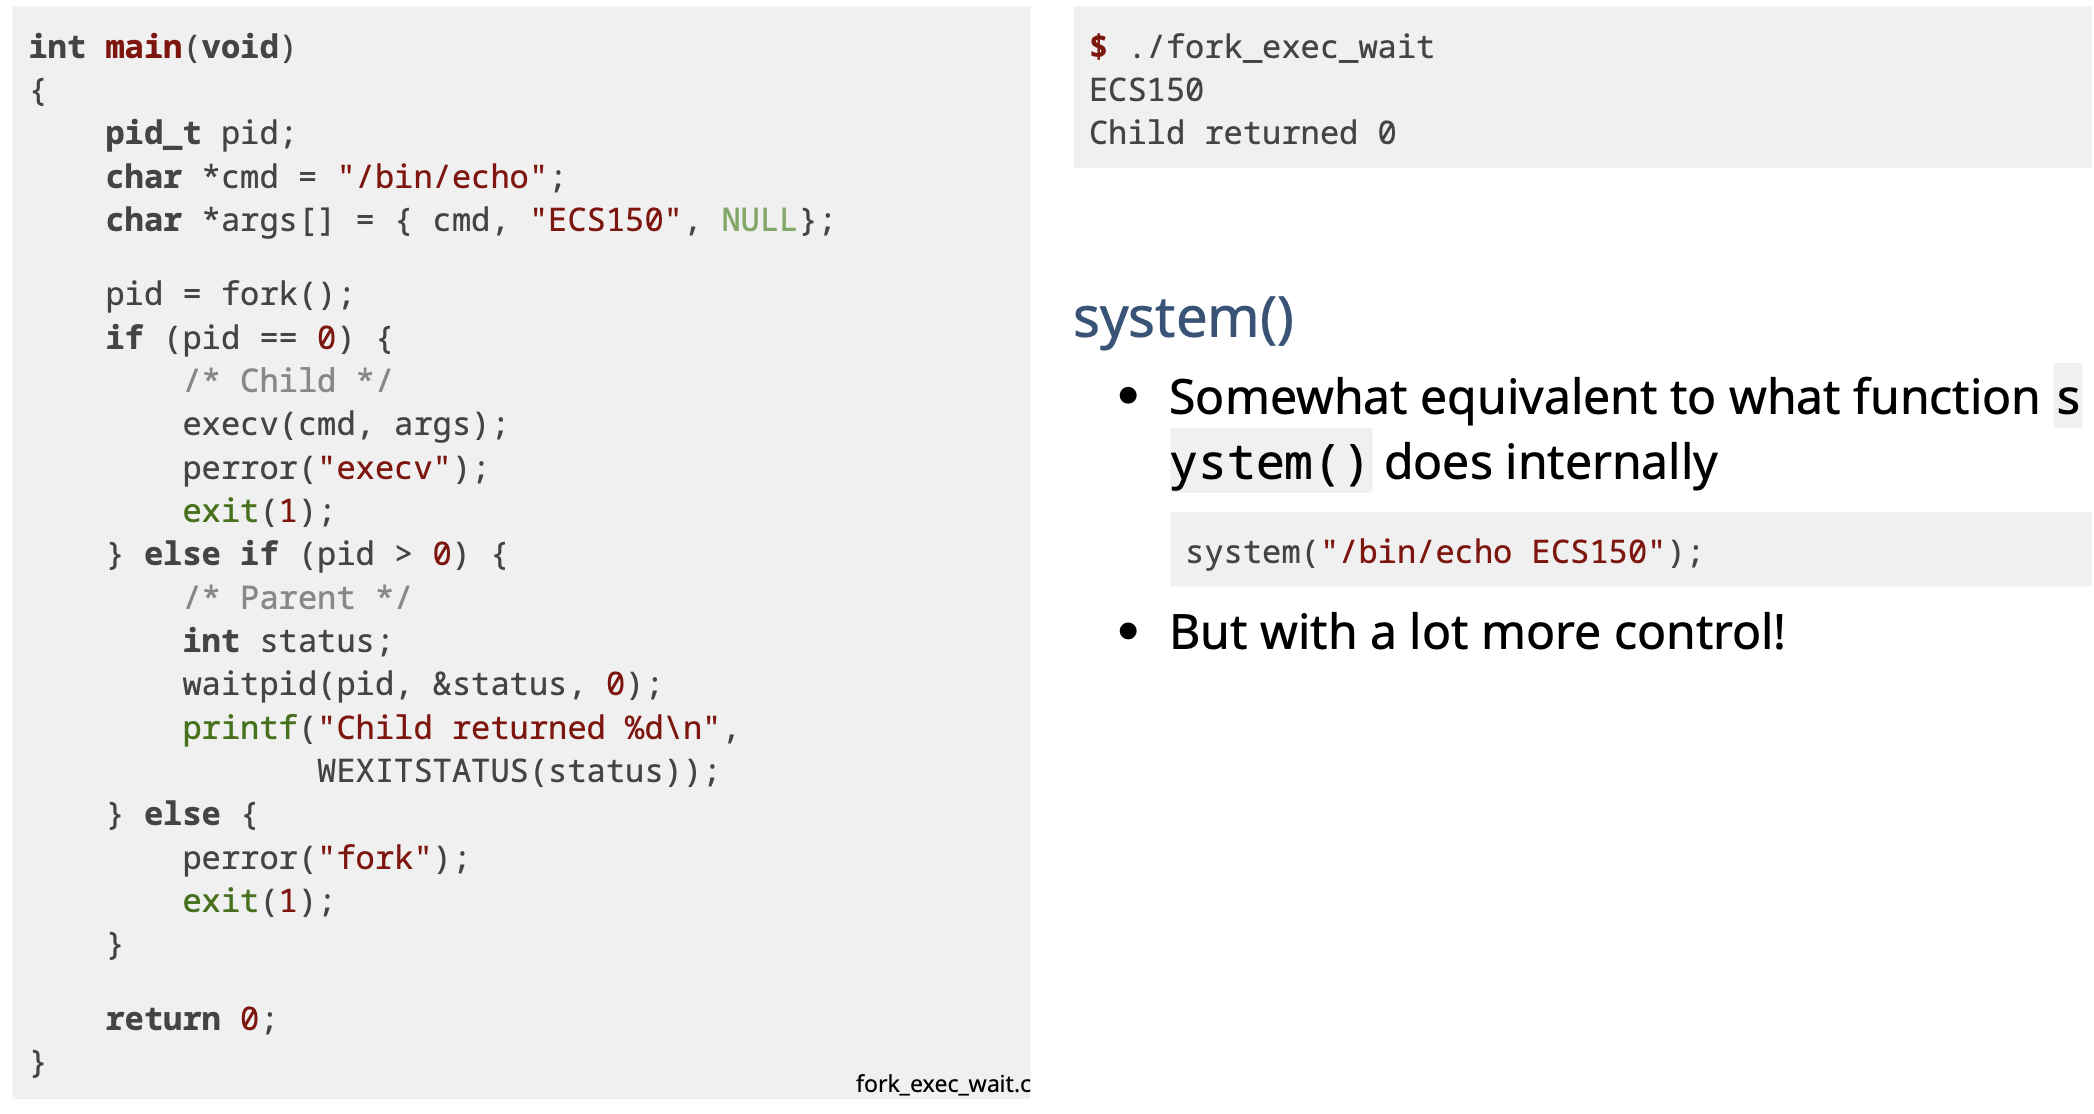 int main(void)
{
    pid_t pid;
    char *cmd = "/bin/echo";
    char *args[] = { cmd, "ECS150", NULL};

    pid = fork();
    if (pid == 0) {
        /* Child */
        execv(cmd, args);
        perror("execv");
        exit(1);
    } else if (pid > 0) {
        /* Parent */
        int status;
        waitpid(pid, &status, 0);
        printf("Child returned %d\n",
               WEXITSTATUS(status));
    } else {
        perror("fork");
        exit(1);
    }

    return 0;
}
fork_exec_wait.c
$ ./fork_exec_wait
ECS150
Child returned 0
system()
• Somewhat equivalent to what function s
ystem() does internally
system("/bin/echo ECS150");
• But with a lot more control!